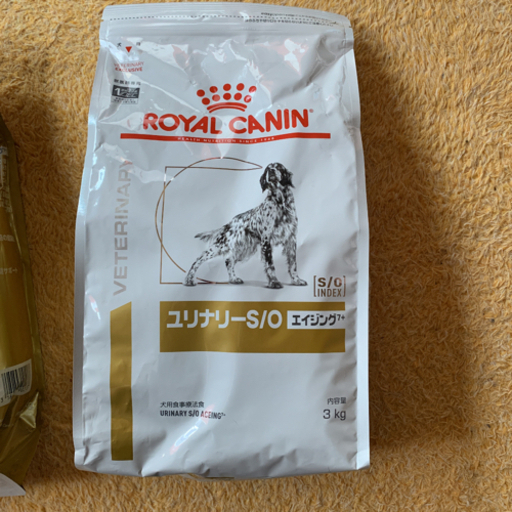 ROYAL CANIN
VETERINARY
S/O
INDEX
ユリナリーS/O エイジング7+
犬用食事療法食
URINARY S/O AGEING7+
内容量
3 kg